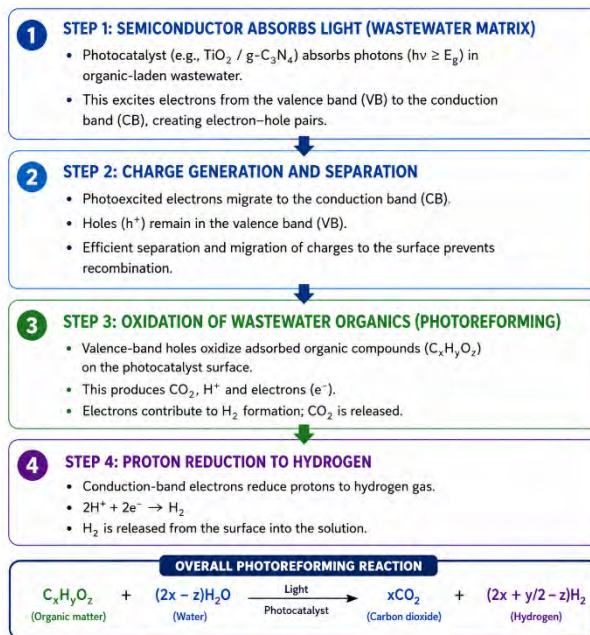 1
STEP 1: SEMICONDUCTOR ABSORBS LIGHT (WASTEWATER MATRIX)
• Photocatalyst (e.g., TiO₂ / g-C₃N₄) absorbs photons (hν ≥ E_g) in
organic-laden wastewater.
• This excites electrons from the valence band (VB) to the conduction
band (CB), creating electron–hole pairs.
2
STEP 2: CHARGE GENERATION AND SEPARATION
• Photoexcited electrons migrate to the conduction band (CB).
• Holes (h⁺) remain in the valence band (VB).
• Efficient separation and migration of charges to the surface prevents
recombination.
3
STEP 3: OXIDATION OF WASTEWATER ORGANICS (PHOTOREFORMING)
• Valence-band holes oxidize adsorbed organic compounds (CₓHᵧO_z)
on the photocatalyst surface.
• This produces CO₂, H⁺ and electrons (e⁻).
• Electrons contribute to H₂ formation; CO₂ is released.
4
STEP 4: PROTON REDUCTION TO HYDROGEN
• Conduction-band electrons reduce protons to hydrogen gas.
• 2H⁺ + 2e⁻ → H₂
• H₂ is released from the surface into the solution.
OVERALL PHOTOREFORMING REACTION
CₓHᵧO_z + (2x – z)H₂O Light → xCO₂ + (2x + y/2 – z)H₂
(Organic matter) (Water) Photocatalyst (Carbon dioxide) (Hydrogen)